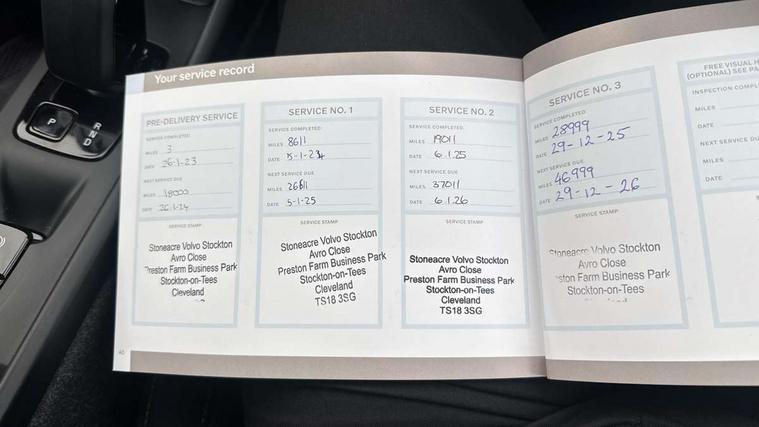 P
R
N
D
Your service record
PRE-DELIVERY SERVICE
SERVICE COMPLETED
MILES 3
DATE 26-1-23
NEXT SERVICE DUE
MILES 18000
DATE 26-1-24
SERVICE STAMP
Stoneacre Volvo Stockton
Avro Close
Preston Farm Business Park
Stockton-on-Tees
Cleveland
SERVICE NO. 1
SERVICE COMPLETED
MILES 8611
DATE 15-1-24
NEXT SERVICE DUE
MILES 26611
DATE 5-1-25
SERVICE STAMP
Stoneacre Volvo Stockton
Avro Close
Preston Farm Business Park
Stockton-on-Tees
Cleveland
TS18 3SG
SERVICE NO. 2
SERVICE COMPLETED
MILES 19011
DATE 6.1.25
NEXT SERVICE DUE
MILES 37011
DATE 6.1.26
SERVICE STAMP
Stoneacre Volvo Stockton
Avro Close
Preston Farm Business Park
Stockton-on-Tees
Cleveland
TS18 3SG
SERVICE NO. 3
SERVICE COMPLETED
MILES 28999
DATE 29-12-25
NEXT SERVICE DUE
MILES 46999
DATE 29-12-26
SERVICE STAMP
Stoneacre Volvo Stockton
Avro Close
Preston Farm Business Park
Stockton-on-Tees
FREE VISUAL H
(OPTIONAL) SEE PA
INSPECTION COMPL
MILES
DATE
NEXT SERVICE DU
MILES
DATE